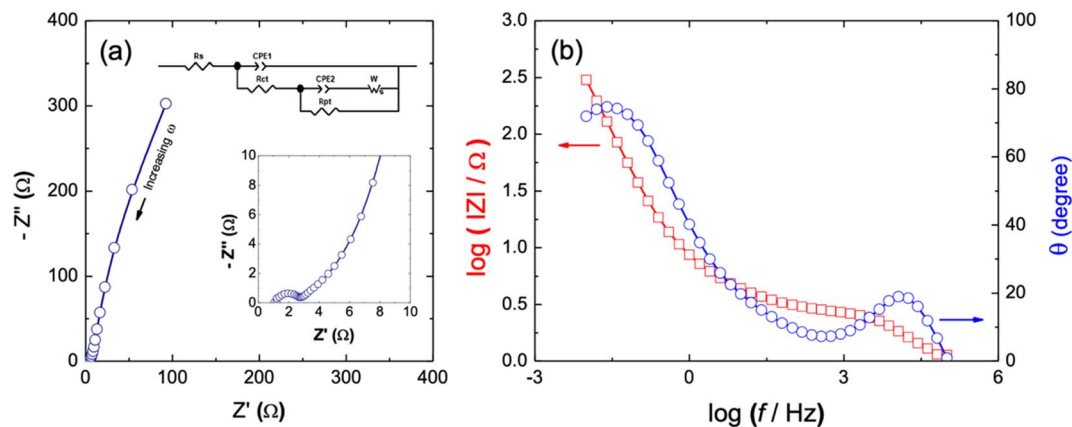 (a)
400
300
200
100
0
- Z'' (Ω)
0 100 200 300 400
Z' (Ω)
Increasing ω
Rs CPE1
Rct CPE2 W
s
Rpt
10
8
6
4
2
0
- Z'' (Ω)
0 2 4 6 8 10
Z' (Ω)
(b)
3.0
2.5
2.0
1.5
1.0
0.5
0.0
log ( |Z| / Ω )
-3 0 3 6
log (f / Hz)
100
80
60
40
20
0
θ (degree)